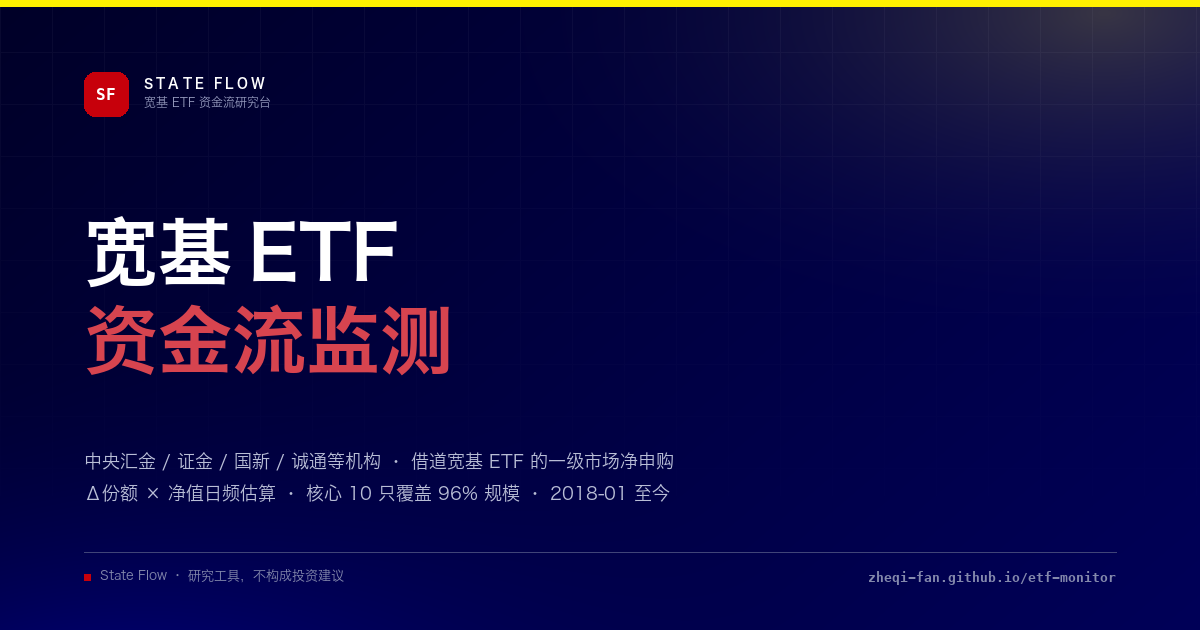 SF
STATE FLOW
宽基 ETF 资金流研究台
宽基 ETF
资金流监测
中央汇金 / 证金 / 国新 / 诚通等机构 · 借道宽基 ETF 的一级市场净申购
Δ份额 × 净值日频估算 · 核心 10 只覆盖 96% 规模 · 2018-01 至今
State Flow · 研究工具，不构成投资建议
zheqi-fan.github.io/etf-monitor